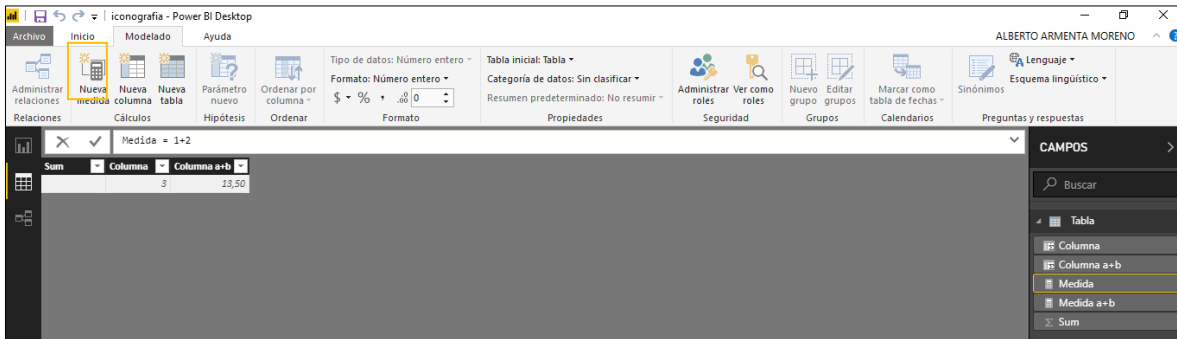 iconografia - Power BI Desktop
Archivo Inicio Modelado Ayuda ALBERTO ARMENTA MORENO
Administrar relaciones
Nueva medida
Nueva columna
Nueva tabla
Parámetro nuevo
Ordenar por columna
Tipo de datos: Número entero
Formato: Número entero
$ % , .00 0
Tabla inicial: Tabla
Categoría de datos: Sin clasificar
Resumen predeterminado: No resumir
Administrar roles
Ver como roles
Nuevo grupo
Editar grupos
Marcar como tabla de fechas
Sinónimos
Lenguaje
Esquema lingüístico
Relaciones Cálculos Hipótesis Ordenar Formato Propiedades Seguridad Grupos Calendarios Preguntas y respuestas
Medida = 1+2
Sum Columna Columna a+b
3 13,50
CAMPOS
Buscar
Tabla
Columna
Columna a+b
Medida
Medida a+b
Σ Sum